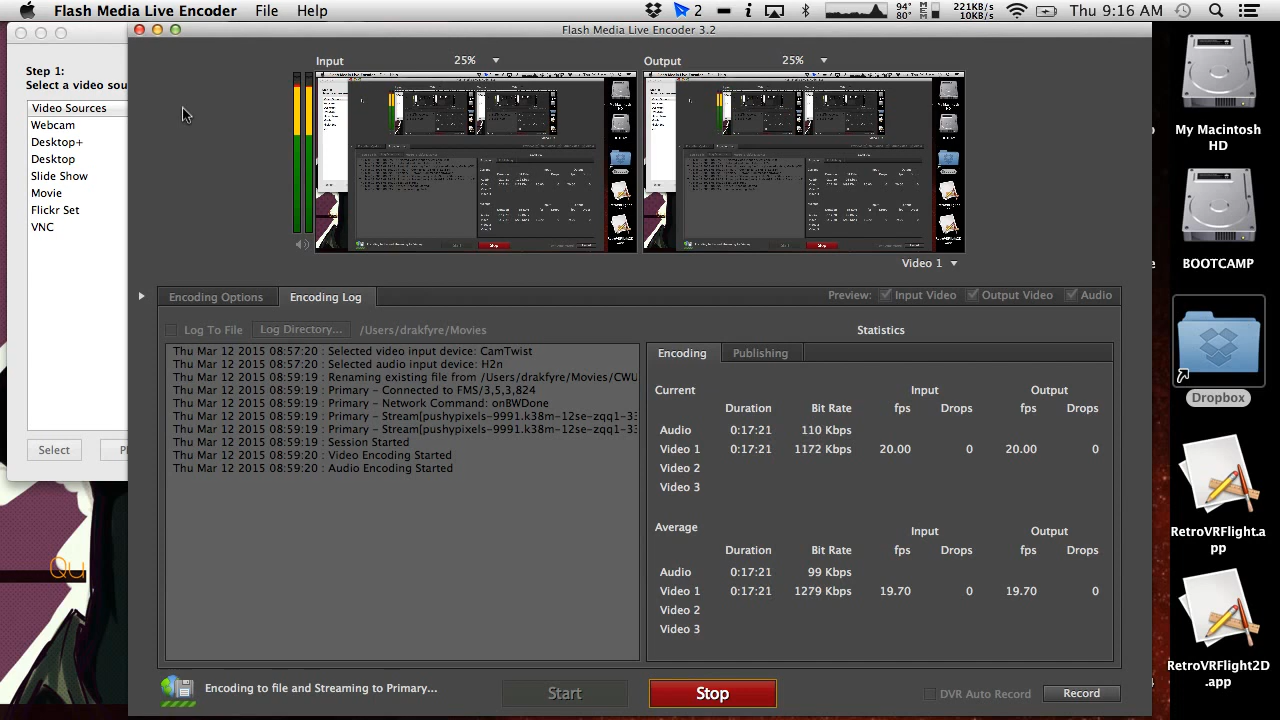 Flash Media Live Encoder File Help 2 94° 80° 221KB/s 10KB/s Thu 9:16 AM
Flash Media Live Encoder 3.2
Step 1:
Select a video sou
Video Sources
Webcam
Desktop+
Desktop
Slide Show
Movie
Flickr Set
VNC
Select
Input 25%
Output 25%
Video 1
Encoding Options Encoding Log
Preview: Input Video Output Video Audio
Log To File Log Directory... /Users/drakfyre/Movies
Thu Mar 12 2015 08:57:20 : Selected video input device: CamTwist
Thu Mar 12 2015 08:57:20 : Selected audio input device: H2n
Thu Mar 12 2015 08:59:19 : Renaming existing file from /Users/drakfyre/Movies/CWU
Thu Mar 12 2015 08:59:19 : Primary - Connected to FMS/3,5,3,824
Thu Mar 12 2015 08:59:19 : Primary - Network Command: onBWDone
Thu Mar 12 2015 08:59:19 : Primary - Stream[pushypixels-9991.k38m-12se-zqq1-33
Thu Mar 12 2015 08:59:19 : Primary - Stream[pushypixels-9991.k38m-12se-zqq1-33
Thu Mar 12 2015 08:59:19 : Session Started
Thu Mar 12 2015 08:59:20 : Video Encoding Started
Thu Mar 12 2015 08:59:20 : Audio Encoding Started
Statistics
Encoding Publishing
Current Input Output
Duration Bit Rate fps Drops fps Drops
Audio 0:17:21 110 Kbps
Video 1 0:17:21 1172 Kbps 20.00 0 20.00 0
Video 2
Video 3
Average Input Output
Duration Bit Rate fps Drops fps Drops
Audio 0:17:21 99 Kbps
Video 1 0:17:21 1279 Kbps 19.70 0 19.70 0
Video 2
Video 3
Encoding to file and Streaming to Primary...
Start Stop
DVR Auto Record Record
My Macintosh
HD
BOOTCAMP
Dropbox
RetroVRFlight.a
pp
RetroVRFlight2D
.app
Qu